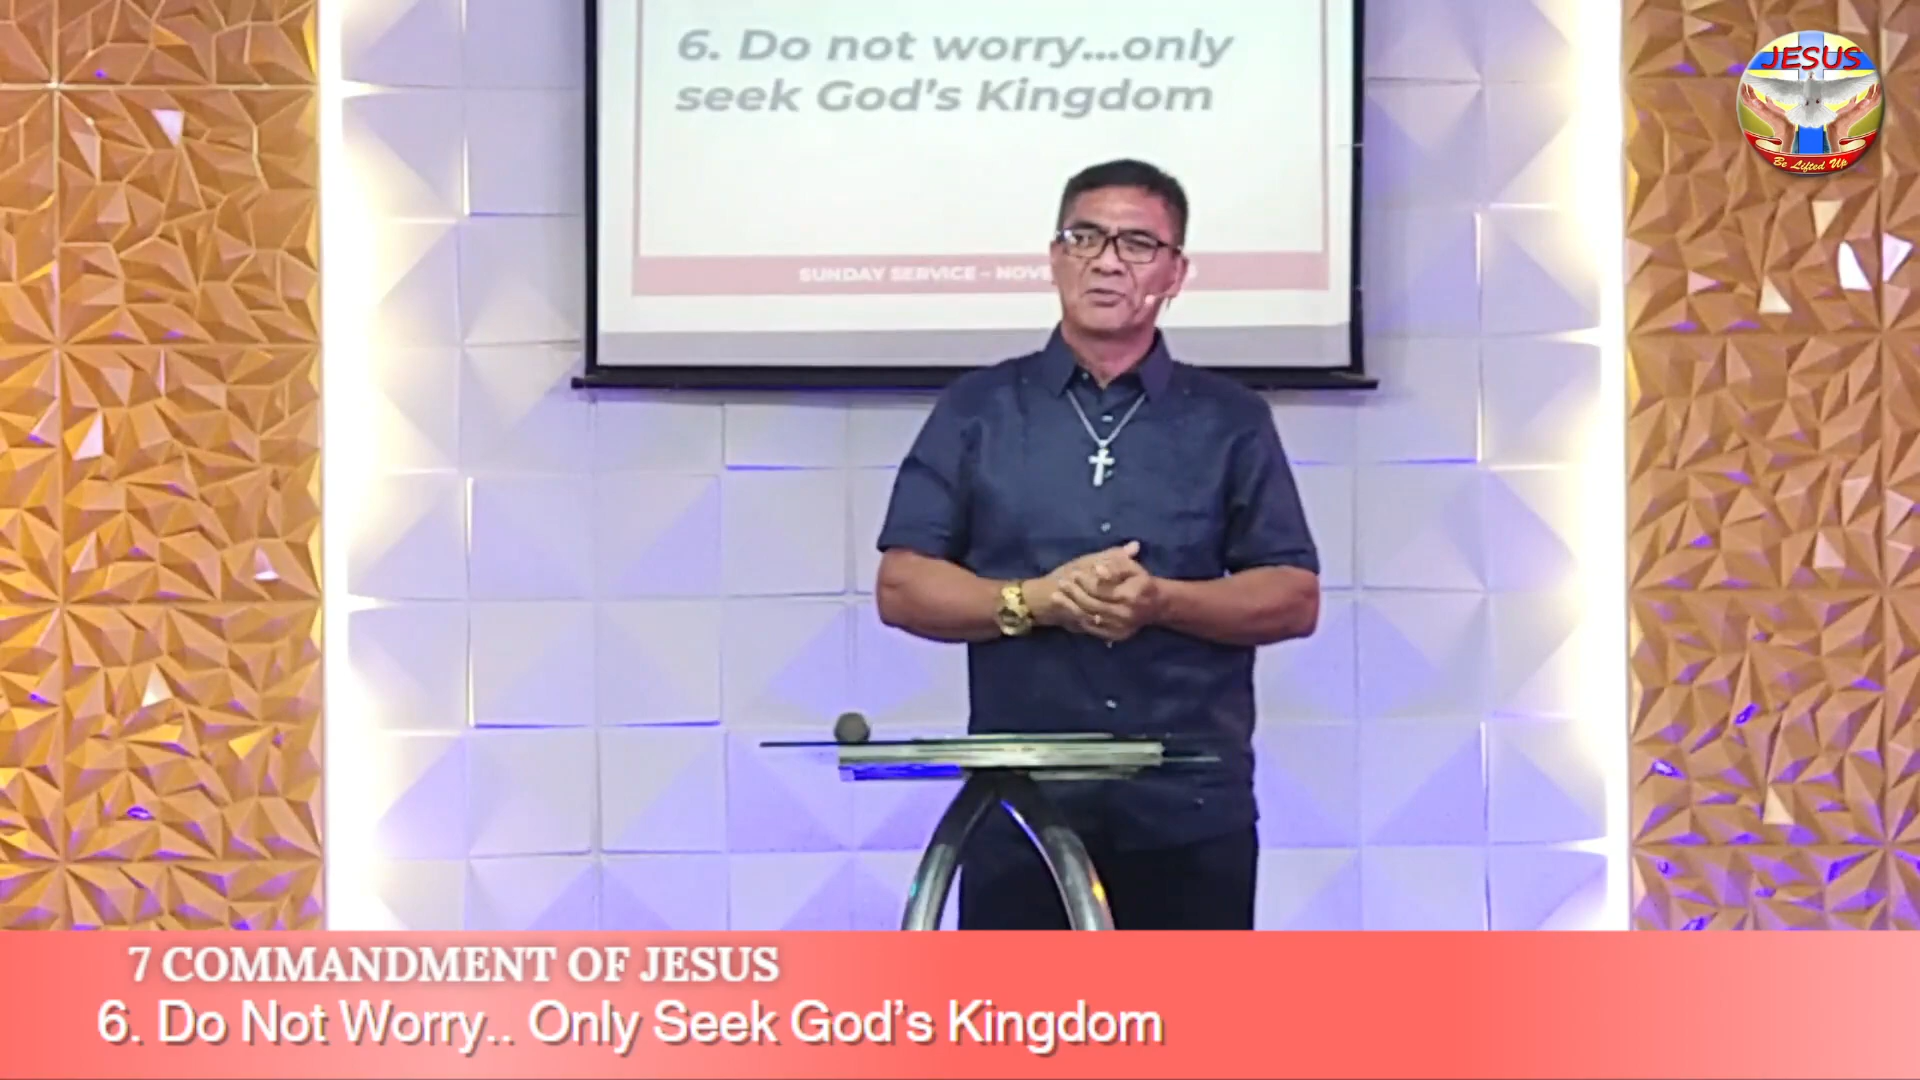 6. Do not worry...only
seek God's Kingdom
SUNDAY SERVICE – NOVE
JESUS
Be Lifted Up
7 COMMANDMENT OF JESUS
6. Do Not Worry.. Only Seek God's Kingdom